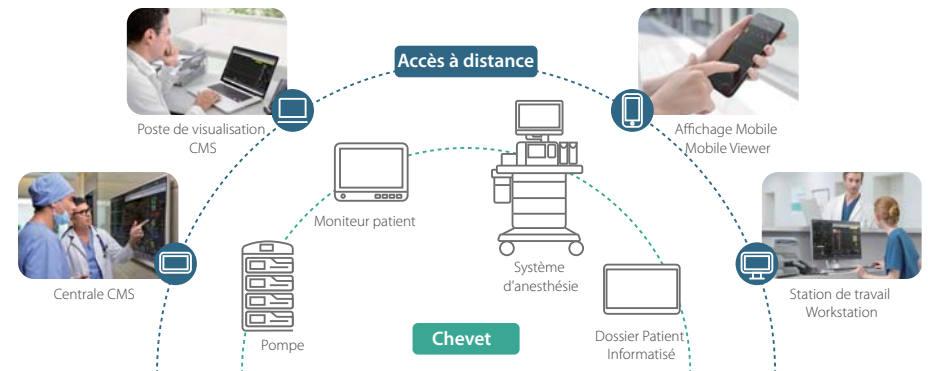 Accès à distance
Poste de visualisation
CMS
Affichage Mobile
Mobile Viewer
Moniteur patient
Système
d'anesthésie
Centrale CMS
Station de travail
Workstation
Pompe
Chevet
Dossier Patient
Informatisé